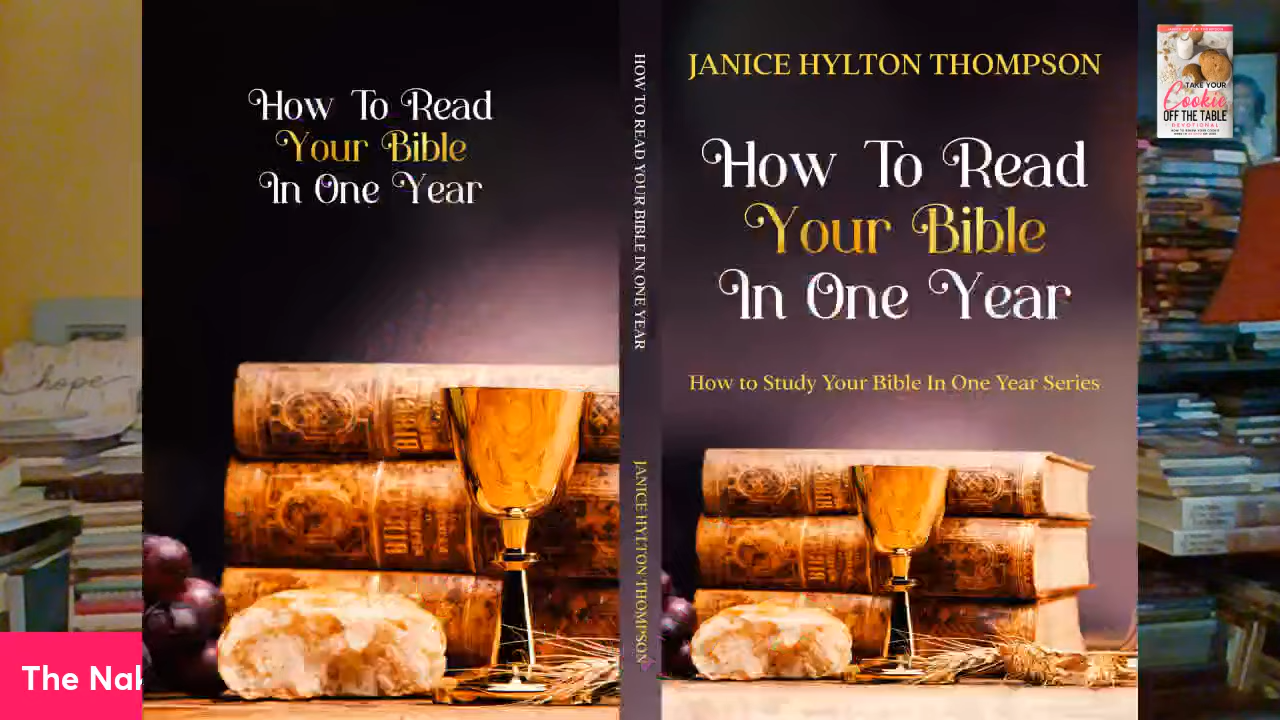 How To Read
Your Bible
In One Year
HOW TO READ YOUR BIBLE IN ONE YEAR
JANICE HYLTON THOMPSON
JANICE HYLTON THOMPSON
How To Read
Your Bible
In One Year
How to Study Your Bible In One Year Series
TAKE YOUR
Cookie
OFF THE TABLE
DEVOTIONAL
hope
The Nak